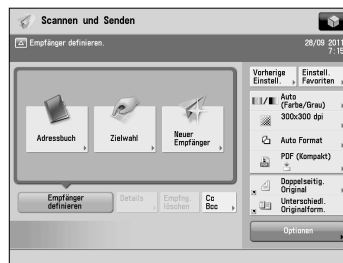 Scannen und Senden
Empfänger definieren.
28/09 2011
7:15
Vorherige
Einstell.
Einstell.
Favoriten
Auto
(Farbe/Grau)
300x300 dpi
Auto Format
PDF (Kompakt)
Doppelseitig.
Original
Unterschiedl.
Originalform.
Optionen
Adressbuch
Zielwahl
Neuer
Empfänger
Empfänger
definieren
Details
Empfng.
löschen
Cc
Bcc